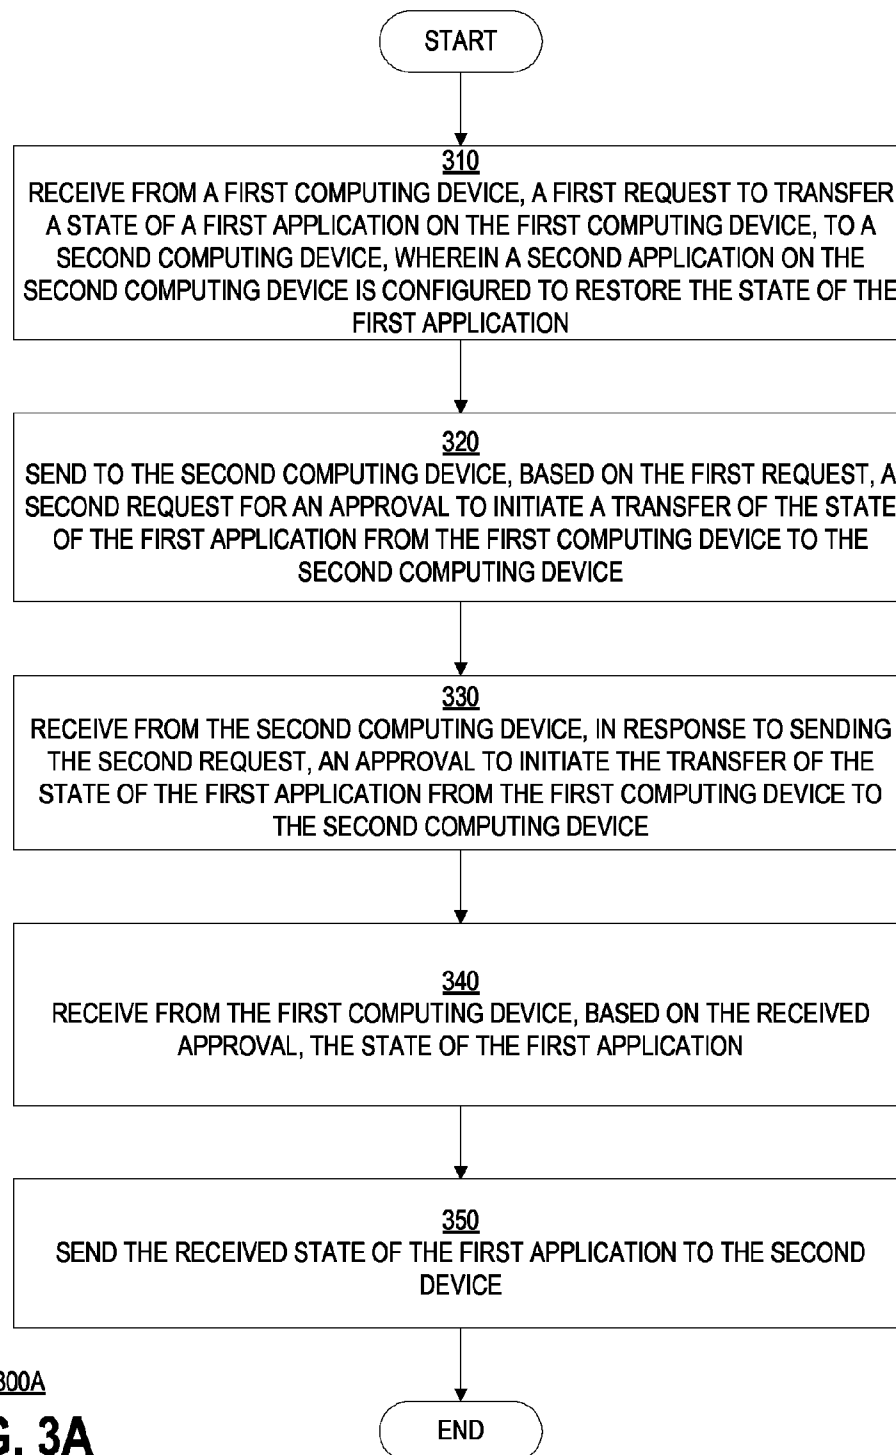 START
310
RECEIVE FROM A FIRST COMPUTING DEVICE, A FIRST REQUEST TO TRANSFER
A STATE OF A FIRST APPLICATION ON THE FIRST COMPUTING DEVICE, TO A
SECOND COMPUTING DEVICE, WHEREIN A SECOND APPLICATION ON THE
SECOND COMPUTING DEVICE IS CONFIGURED TO RESTORE THE STATE OF THE
FIRST APPLICATION
320
SEND TO THE SECOND COMPUTING DEVICE, BASED ON THE FIRST REQUEST, A
SECOND REQUEST FOR AN APPROVAL TO INITIATE A TRANSFER OF THE STATE
OF THE FIRST APPLICATION FROM THE FIRST COMPUTING DEVICE TO THE
SECOND COMPUTING DEVICE
330
RECEIVE FROM THE SECOND COMPUTING DEVICE, IN RESPONSE TO SENDING
THE SECOND REQUEST, AN APPROVAL TO INITIATE THE TRANSFER OF THE
STATE OF THE FIRST APPLICATION FROM THE FIRST COMPUTING DEVICE TO
THE SECOND COMPUTING DEVICE
340
RECEIVE FROM THE FIRST COMPUTING DEVICE, BASED ON THE RECEIVED
APPROVAL, THE STATE OF THE FIRST APPLICATION
350
SEND THE RECEIVED STATE OF THE FIRST APPLICATION TO THE SECOND
DEVICE
300A
G. 3A
END